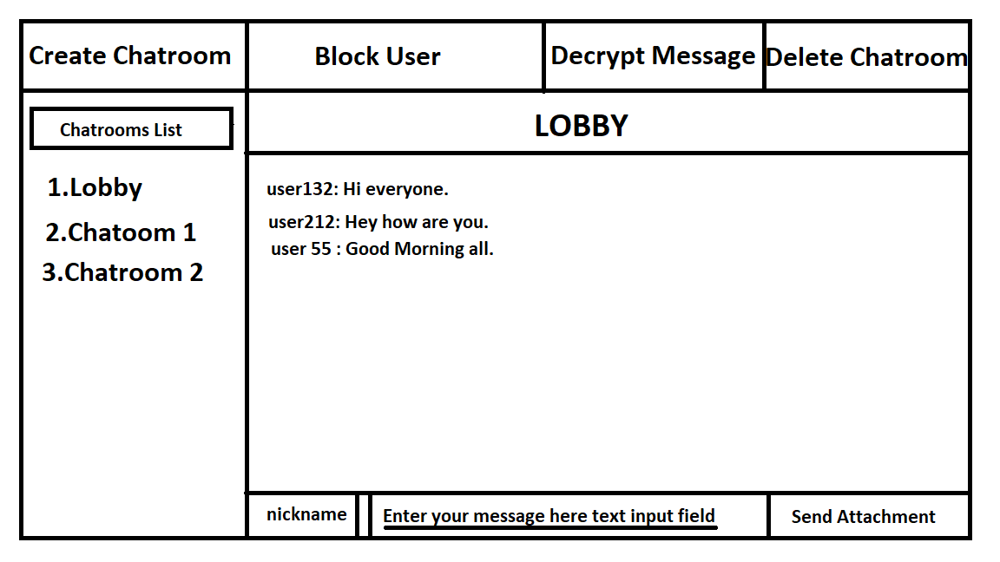 Create Chatroom
Block User
Decrypt Message
Delete Chatroom
Chatrooms List
1.Lobby
2.Chatoom 1
3.Chatroom 2
LOBBY
user132: Hi everyone.
user212: Hey how are you.
user 55 : Good Morning all.
nickname
Enter your message here text input field
Send Attachment